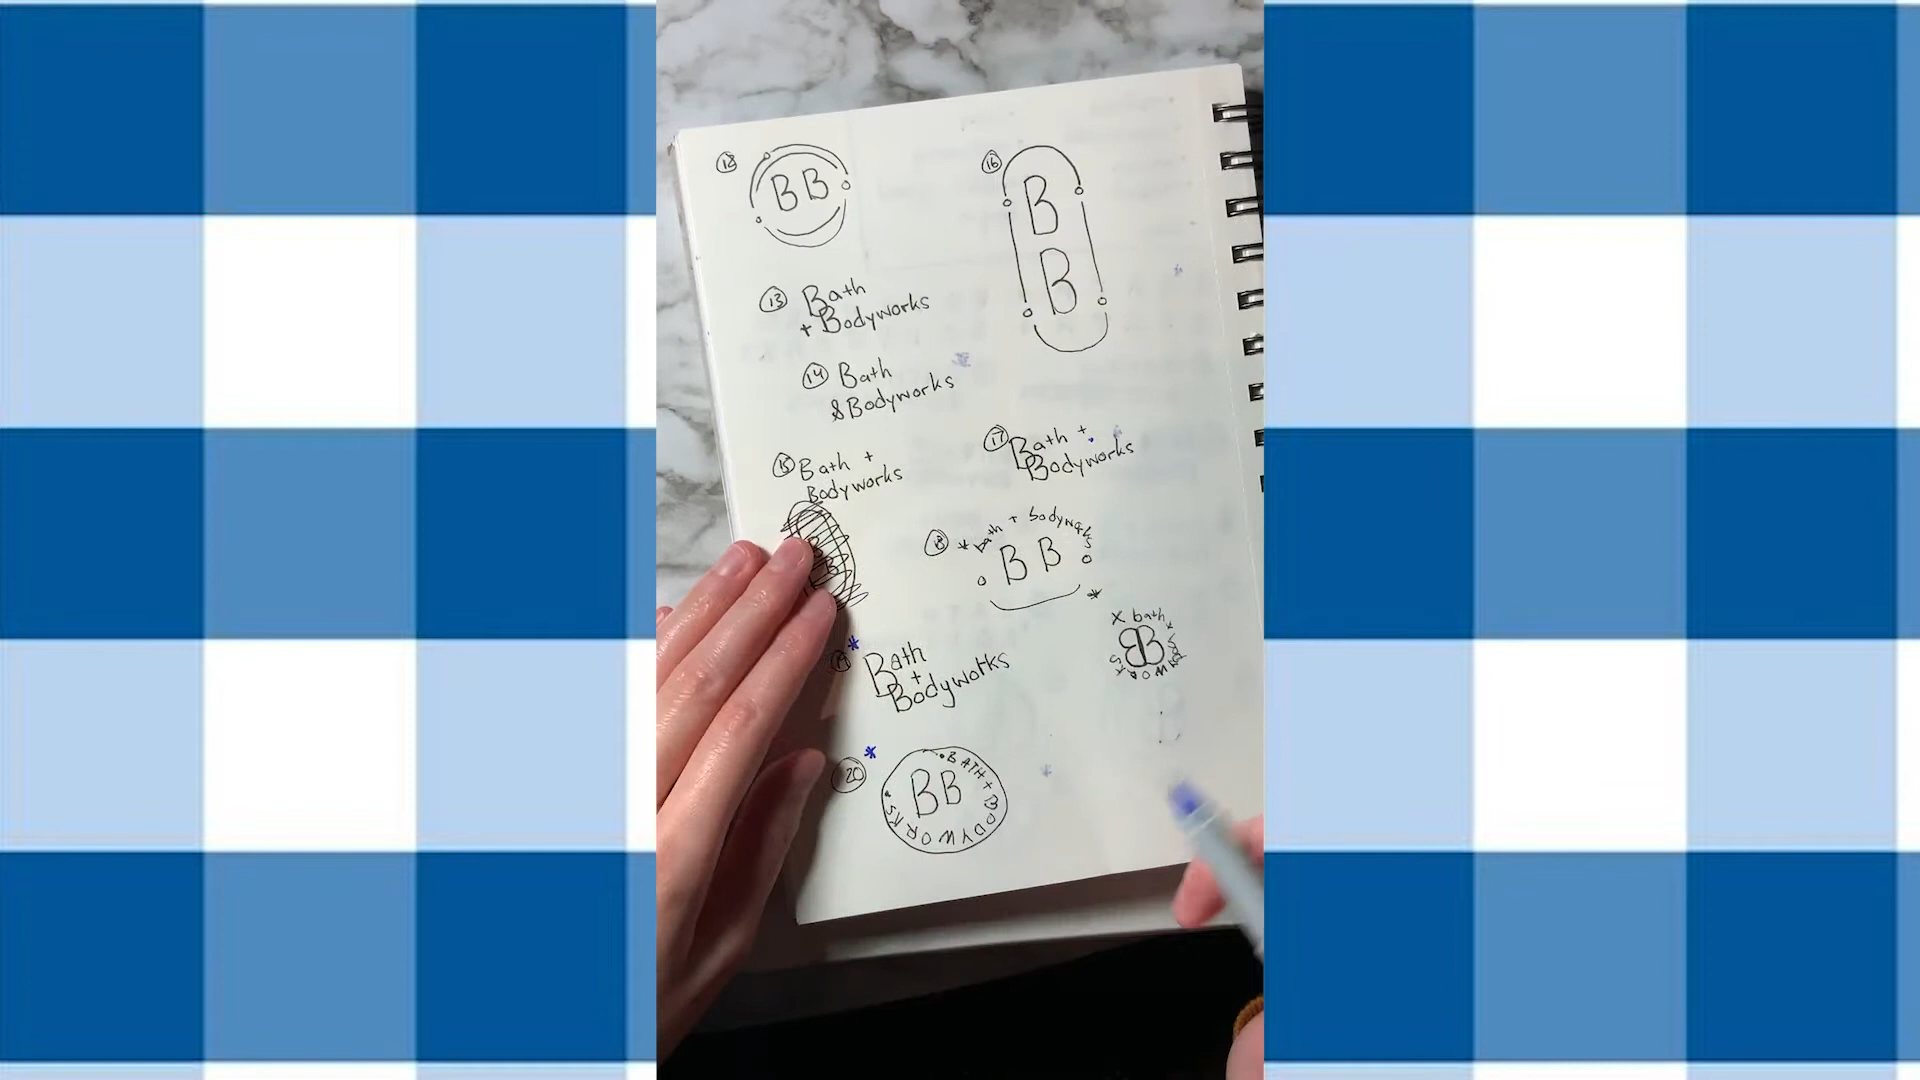 12
BB
13 Bath
+ Bodyworks
14 Bath
& Bodyworks
15 Bath +
Bodyworks
16
B
B
17 Bath +
Bodyworks
18 * bath + bodyworks
BB
*
19 * Bath
+
Bodyworks
X bath *
BB
20 *
BATH + BODYWORKS
BB